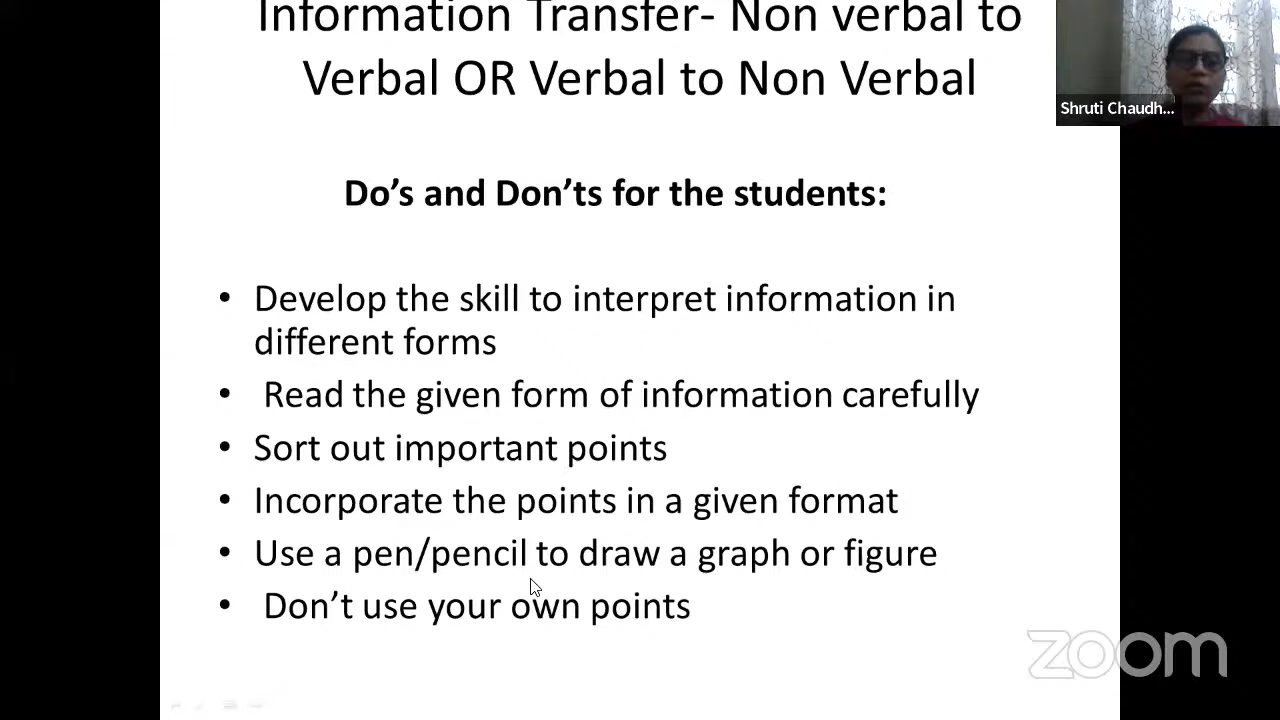 Information Transfer- Non verbal to
Verbal OR Verbal to Non Verbal
Shruti Chaudh...
Do’s and Don’ts for the students:
• Develop the skill to interpret information in
different forms
• Read the given form of information carefully
• Sort out important points
• Incorporate the points in a given format
• Use a pen/pencil to draw a graph or figure
• Don’t use your own points
zoom